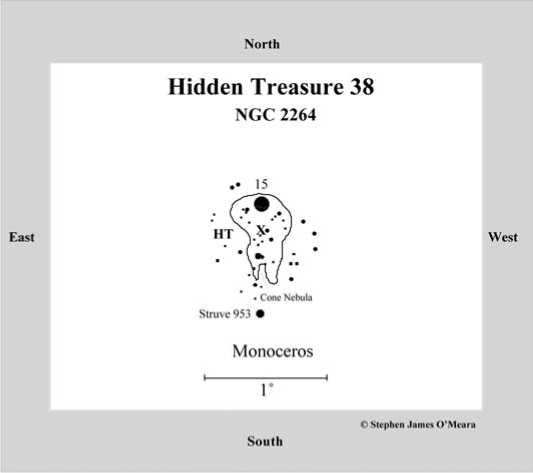 North
Hidden Treasure 38
NGC 2264
15
HT
X
East
West
Cone Nebula
Struve 953
Monoceros
1°
© Stephen James O'Meara
South